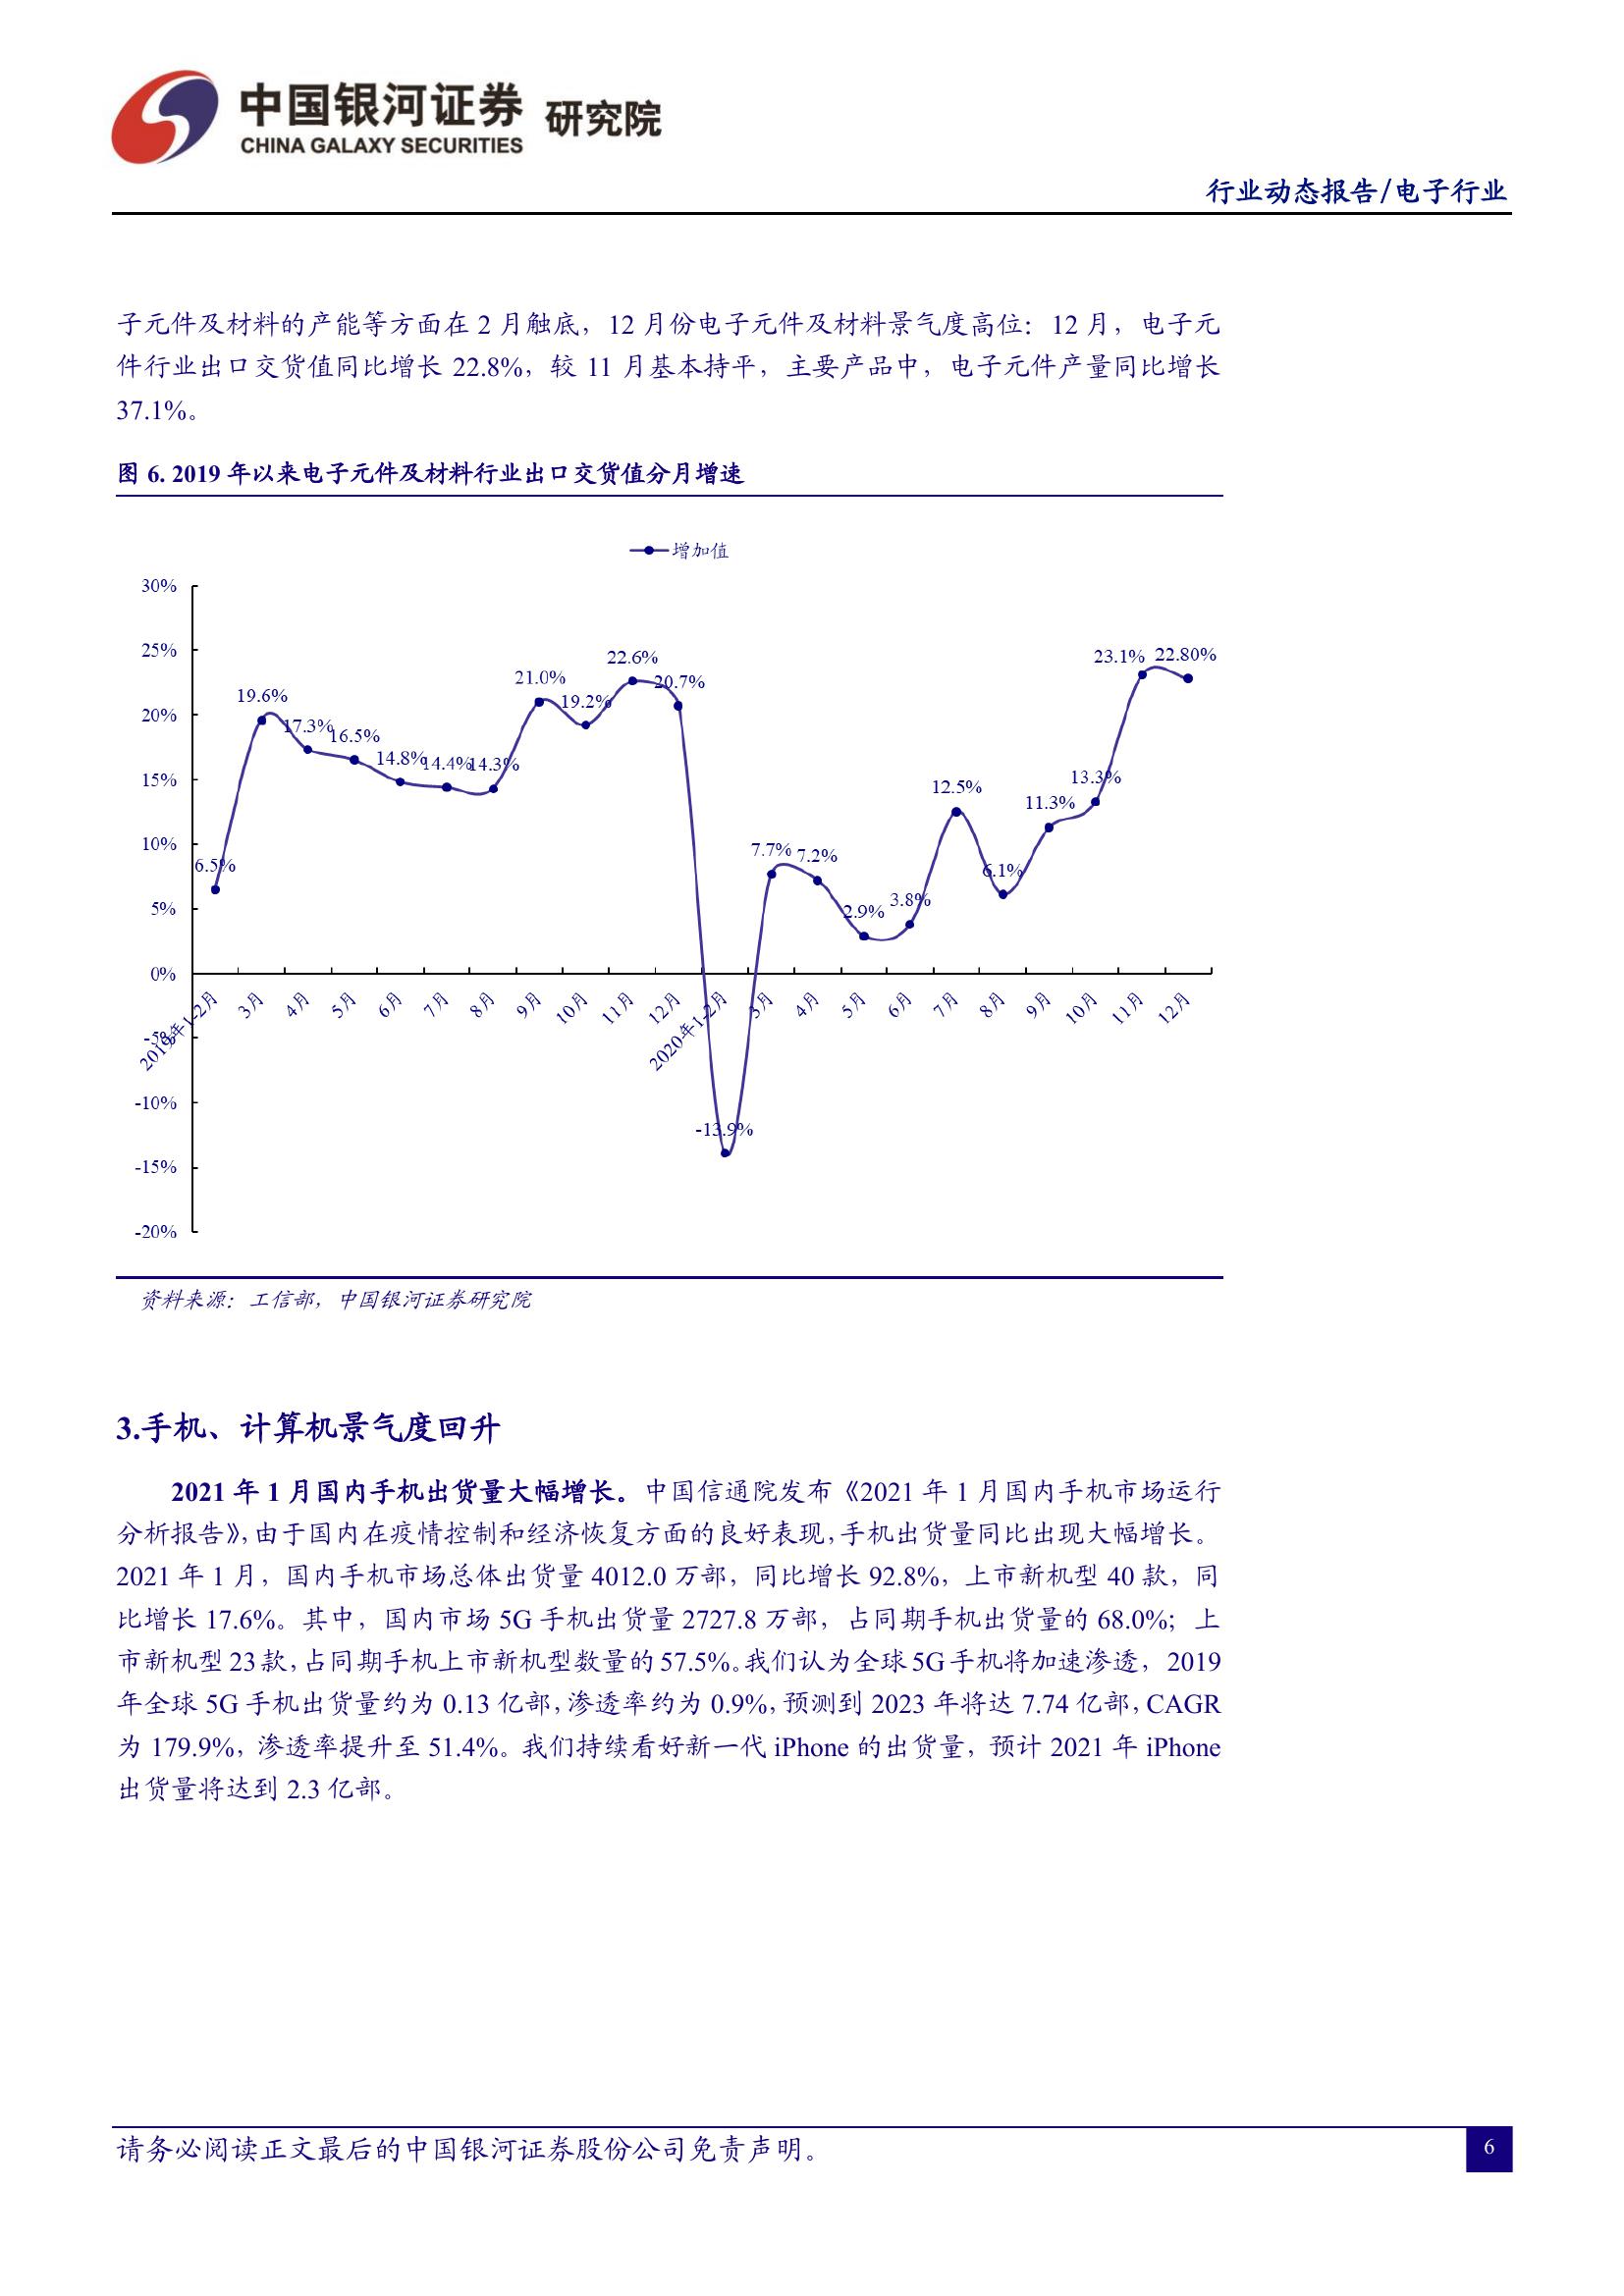 中国银河证券 研究院
CHINA GALAXY SECURITIES
行业动态报告/电子行业
子元件及材料的产能等方面在 2 月触底，12 月份电子元件及材料景气度高位：12 月，电子元
件行业出口交货值同比增长 22.8%，较 11 月基本持平，主要产品中，电子元件产量同比增长
37.1%。
图 6. 2019 年以来电子元件及材料行业出口交货值分月增速
增加值
30%
25%
20%
15%
10%
5%
0%
-5%
-10%
-15%
-20%
6.5%
19.6%
17.3%
16.5%
14.8%
14.4%
14.3%
21.0%
19.2%
22.6%
20.7%
-13.9%
7.7%
7.2%
2.9%
3.8%
12.5%
6.1%
11.3%
13.3%
23.1%
22.80%
2019年1-2月
3月
4月
5月
6月
7月
8月
9月
10月
11月
12月
2020年1-2月
3月
4月
5月
6月
7月
8月
9月
10月
11月
12月
资料来源：工信部，中国银河证券研究院
3.手机、计算机景气度回升
2021 年 1 月国内手机出货量大幅增长。中国信通院发布《2021 年 1 月国内手机市场运行
分析报告》，由于国内在疫情控制和经济恢复方面的良好表现，手机出货量同比出现大幅增长。
2021 年 1 月，国内手机市场总体出货量 4012.0 万部，同比增长 92.8%，上市新机型 40 款，同
比增长 17.6%。其中，国内市场 5G 手机出货量 2727.8 万部，占同期手机出货量的 68.0%；上
市新机型 23 款，占同期手机上市新机型数量的 57.5%。我们认为全球 5G 手机将加速渗透，2019
年全球 5G 手机出货量约为 0.13 亿部，渗透率约为 0.9%，预测到 2023 年将达 7.74 亿部，CAGR
为 179.9%，渗透率提升至 51.4%。我们持续看好新一代 iPhone 的出货量，预计 2021 年 iPhone
出货量将达到 2.3 亿部。
请务必阅读正文最后的中国银河证券股份公司免责声明。
6